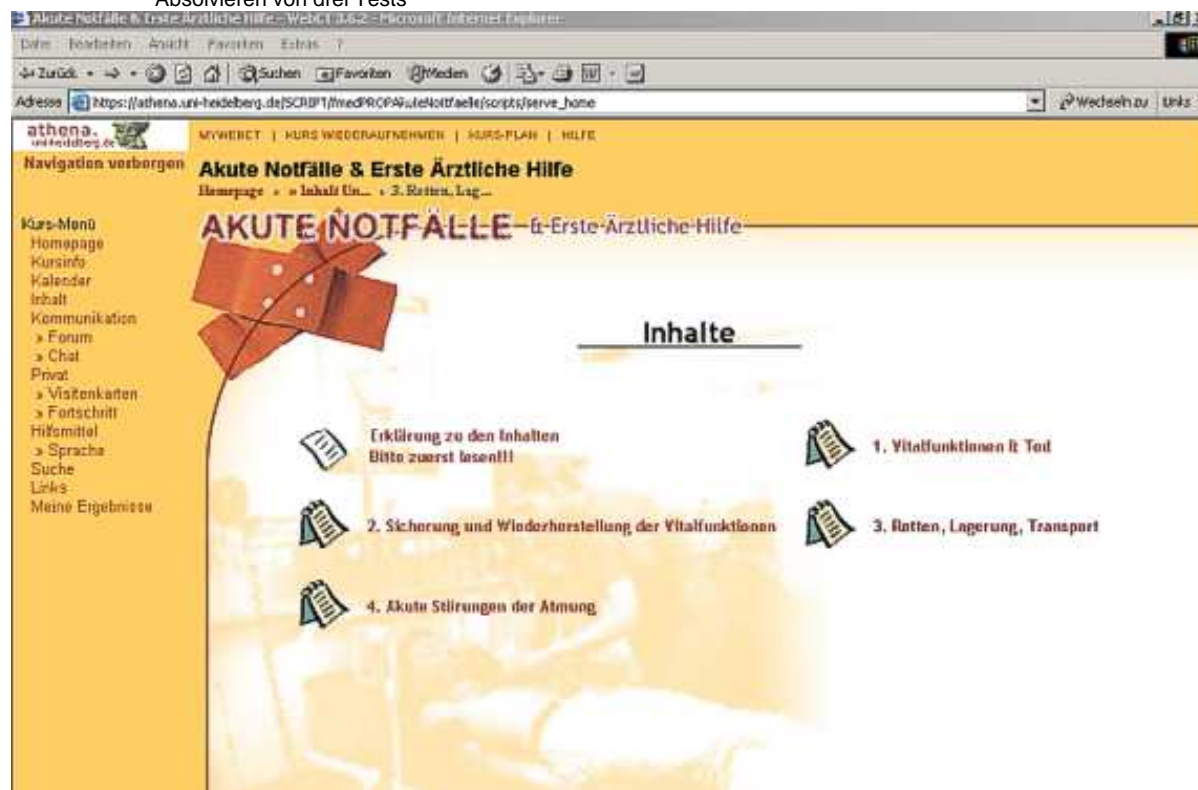 Absolvieren von drei Tests
Akute Notfälle & Erste Ärztliche Hilfe - WebCT 3.6.2 - Microsoft Internet Explorer
Datei Bearbeiten Ansicht Favoriten Extras ?
Zurück Suchen Favoriten Medien
Adresse https://athena.uni-heidelberg.de/SCRIPT/ Wechseln zu Links
athena.
uni-heidelberg.de
MYWEBCT | KURS WIEDERAUFNEHMEN | KURS-PLAN | HILFE
Navigation verborgen
Akute Notfälle & Erste Ärztliche Hilfe
Homepage › » Inhalt Un... › 3. Retten, Lag...
Kurs-Menü
Homepage
Kursinfo
Kalender
Inhalt
Kommunikation
» Forum
» Chat
Privat
» Visitenkarten
» Fortschritt
Hilfsmittel
» Sprache
Suche
Links
Meine Ergebnisse
AKUTE NOTFÄLLE & Erste Ärztliche Hilfe
Inhalte
Erklärung zu den Inhalten
Bitte zuerst lesen!!!
1. Vitalfunktionen & Tod
2. Sicherung und Wiederherstellung der Vitalfunktionen
3. Retten, Lagerung, Transport
4. Akute Störungen der Atmung